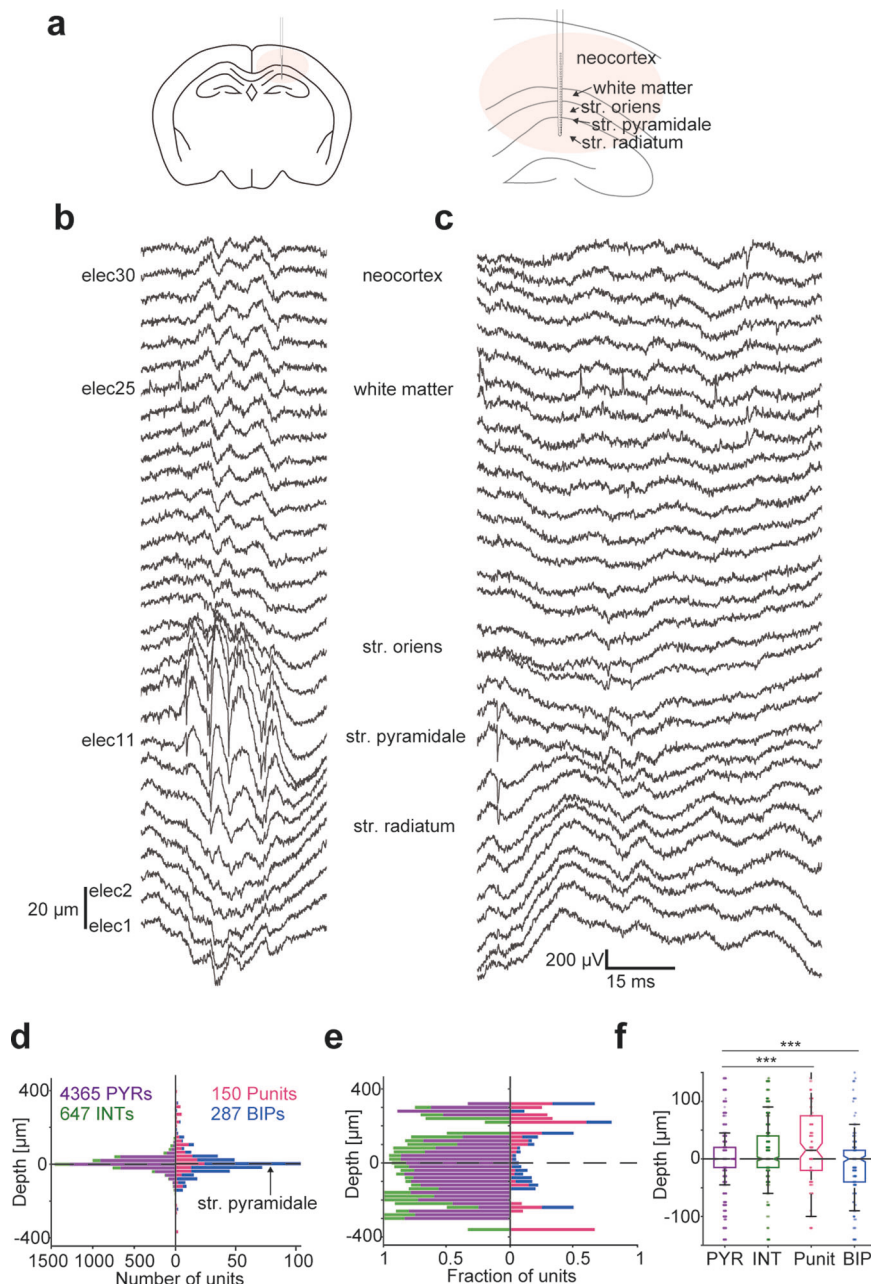 a
neocortex
white matter
str. oriens
str. pyramidale
str. radiatum
b
c
elec30
neocortex
elec25
white matter
str. oriens
elec11
str. pyramidale
str. radiatum
elec2
20 µm
elec1
200 µV
15 ms
d
e
f
***
***
4365 PYRs
150 Punits
647 INTs
287 BIPs
400
0
-400
Depth [µm]
str. pyramidale
1500 1000 0 50 100
Number of units
400
0
-400
Depth [µm]
1 0.5 0 0.5 1
Fraction of units
100
0
-100
Depth [µm]
PYR INT Punit BIP